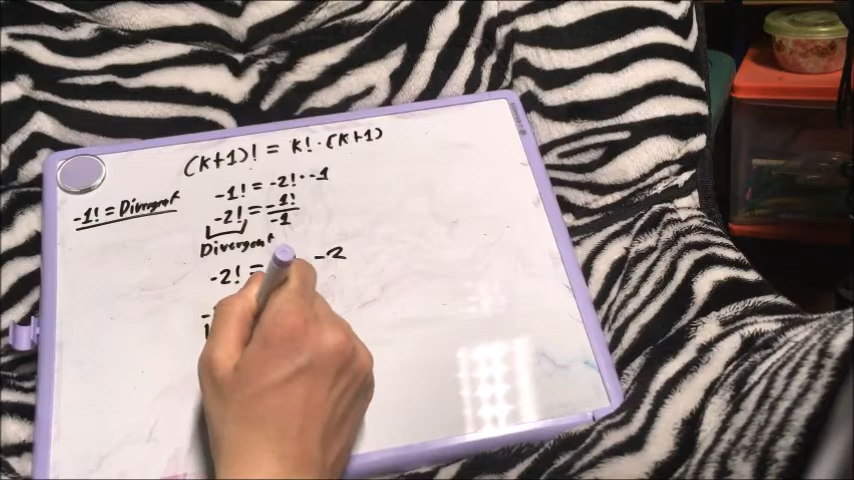 (k+1)! = k! · (k+1)
-1! = Divergent
-1! = -2! · -1
-2! = -1!/-1
Divergent
-2! = -2